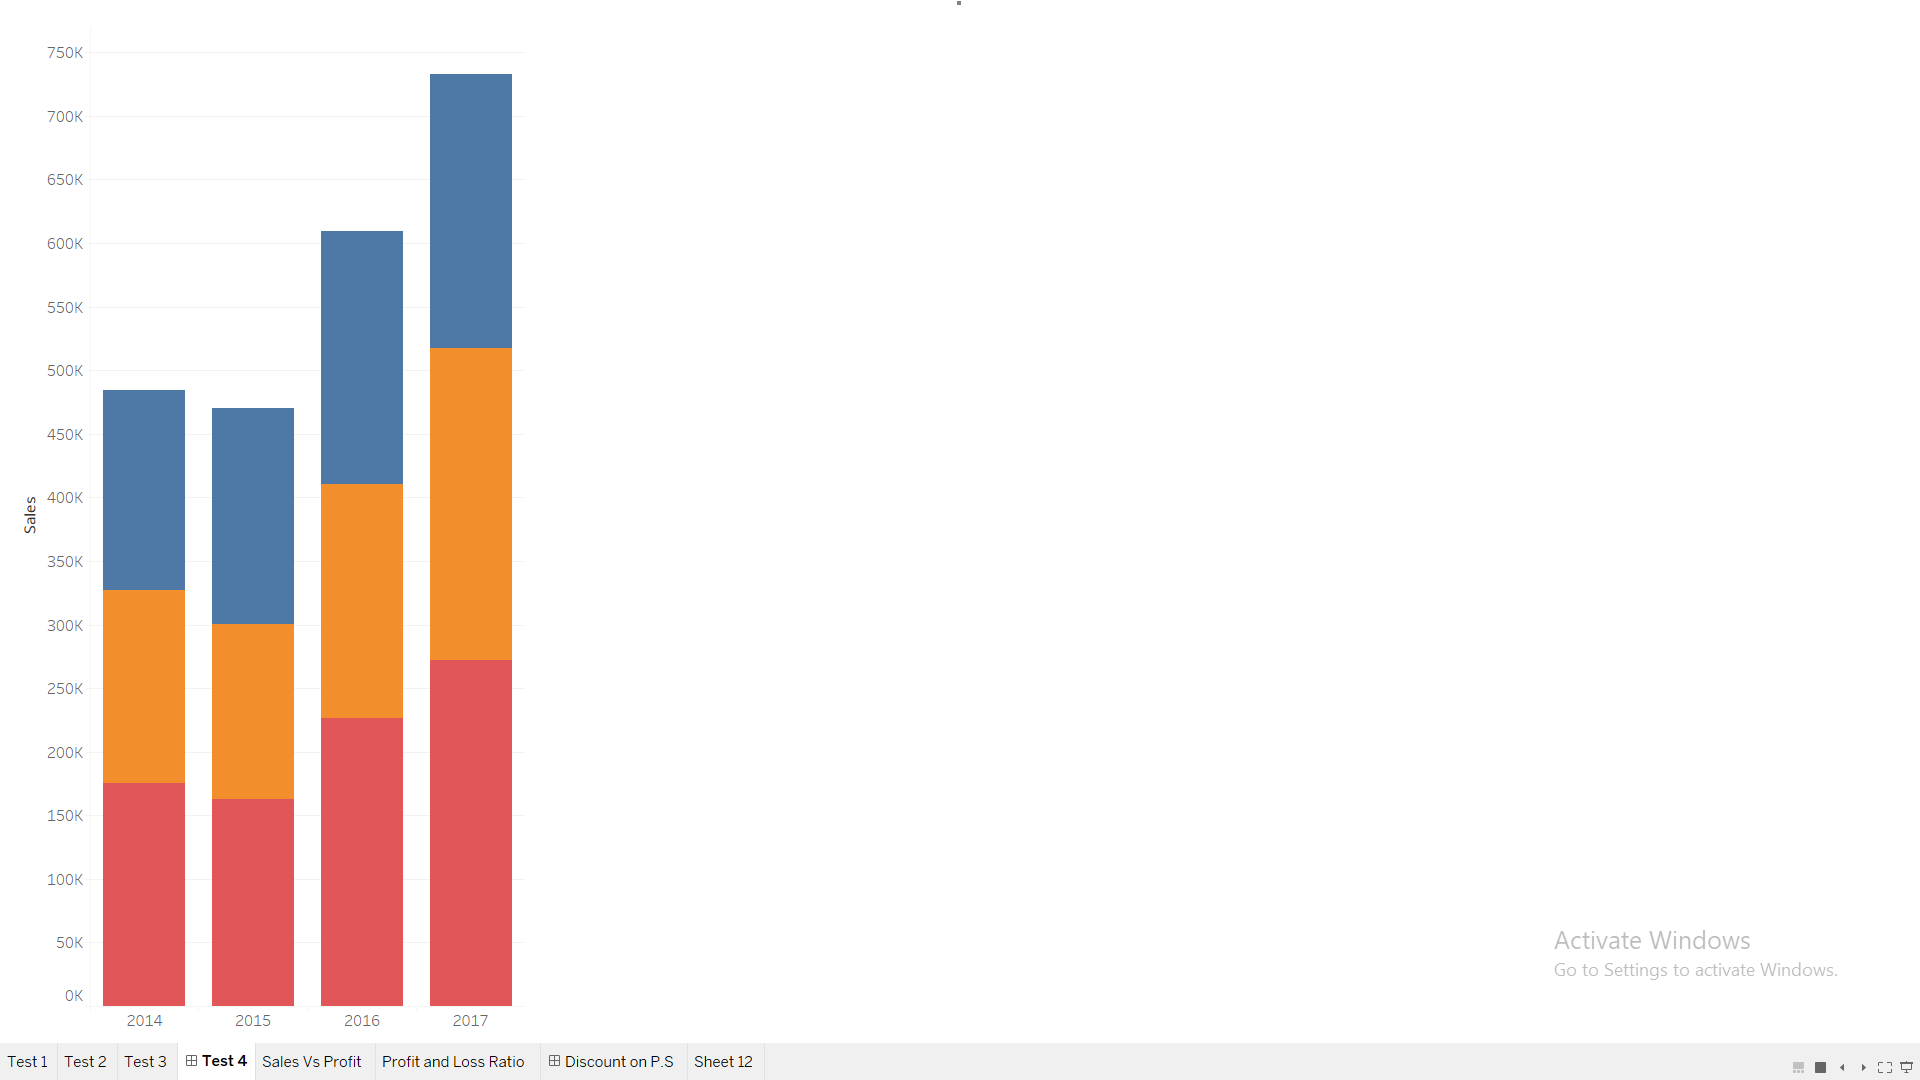 750K
700K
650K
600K
550K
500K
450K
400K
350K
300K
250K
200K
150K
100K
50K
0K
Sales
2014 2015 2016 2017
Activate Windows
Go to Settings to activate Windows.
Test 1 Test 2 Test 3 Test 4 Sales Vs Profit Profit and Loss Ratio Discount on P.S Sheet 12